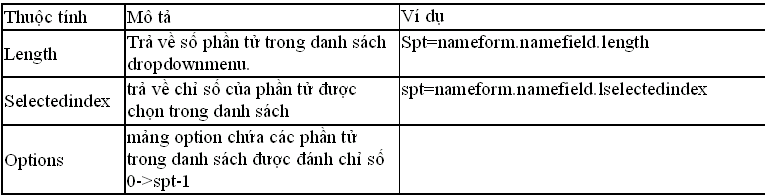 Thuộc tính Mô tả Ví dụ
Length Trả về số phần tử trong danh sách dropdownmenu. Spt=nameform.namefield.length
Selectedindex trả về chỉ số của phần tử được chọn trong danh sách spt=nameform.namefield.lselectedindex
Options mảng option chứa các phần tử trong danh sách được đánh chỉ số 0->spt-1